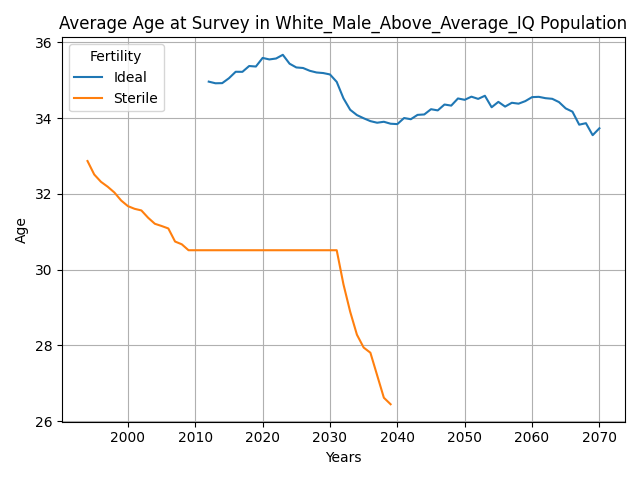 Average Age at Survey in White_Male_Above_Average_IQ Population
Fertility
Ideal
Sterile
Age
36
34
32
30
28
26
2000
2010
2020
2030
2040
2050
2060
2070
Years